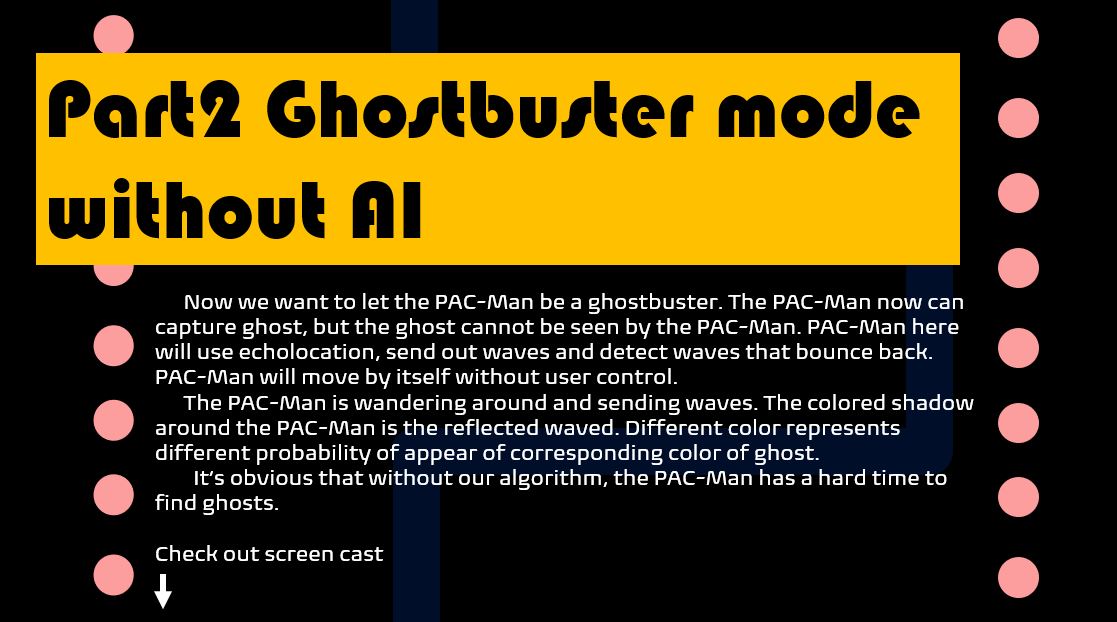 Part2 Ghostbuster mode
without AI
Now we want to let the PAC-Man be a ghostbuster. The PAC-Man now can
capture ghost, but the ghost cannot be seen by the PAC-Man. PAC-Man here
will use echolocation, send out waves and detect waves that bounce back.
PAC-Man will move by itself without user control.
The PAC-Man is wandering around and sending waves. The colored shadow
around the PAC-Man is the reflected waved. Different color represents
different probability of appear of corresponding color of ghost.
It's obvious that without our algorithm, the PAC-Man has a hard time to
find ghosts.
Check out screen cast